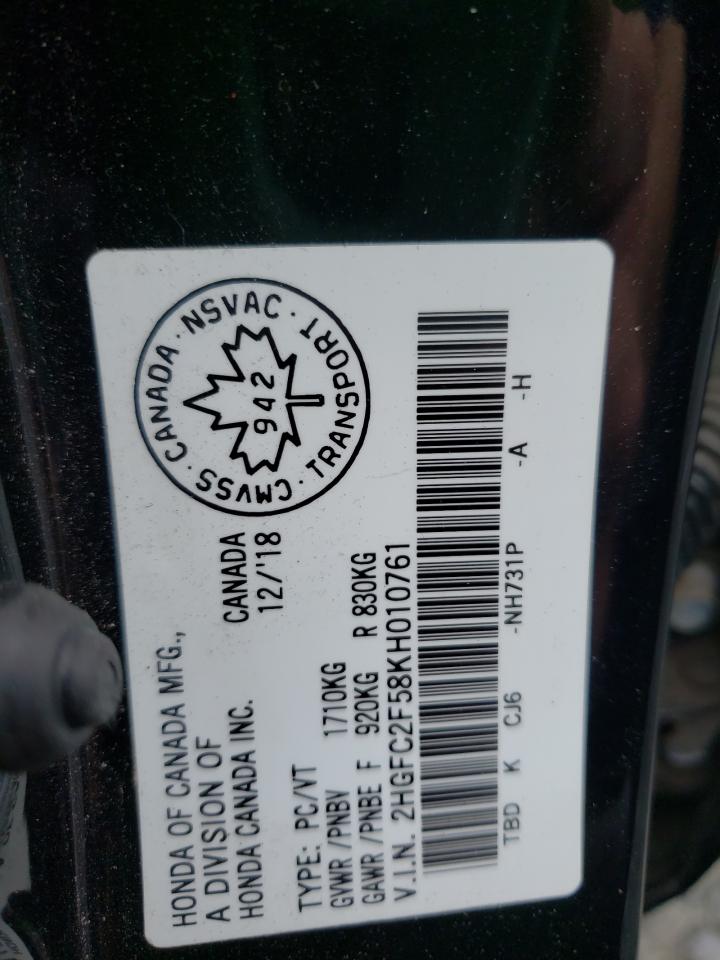 HONDA OF CANADA MFG.,
A DIVISION OF
HONDA CANADA INC.
CANADA
12/'18
CMVSS · CANADA · NSVAC · TRANSPORT ·
942
TYPE: PC/VT
GVWR /PNBV 1710KG
GAWR /PNBE F 920KG R 830KG
V.I.N. 2HGFC2F58KH010761
TBD K CJ6 -NH731P -A -H